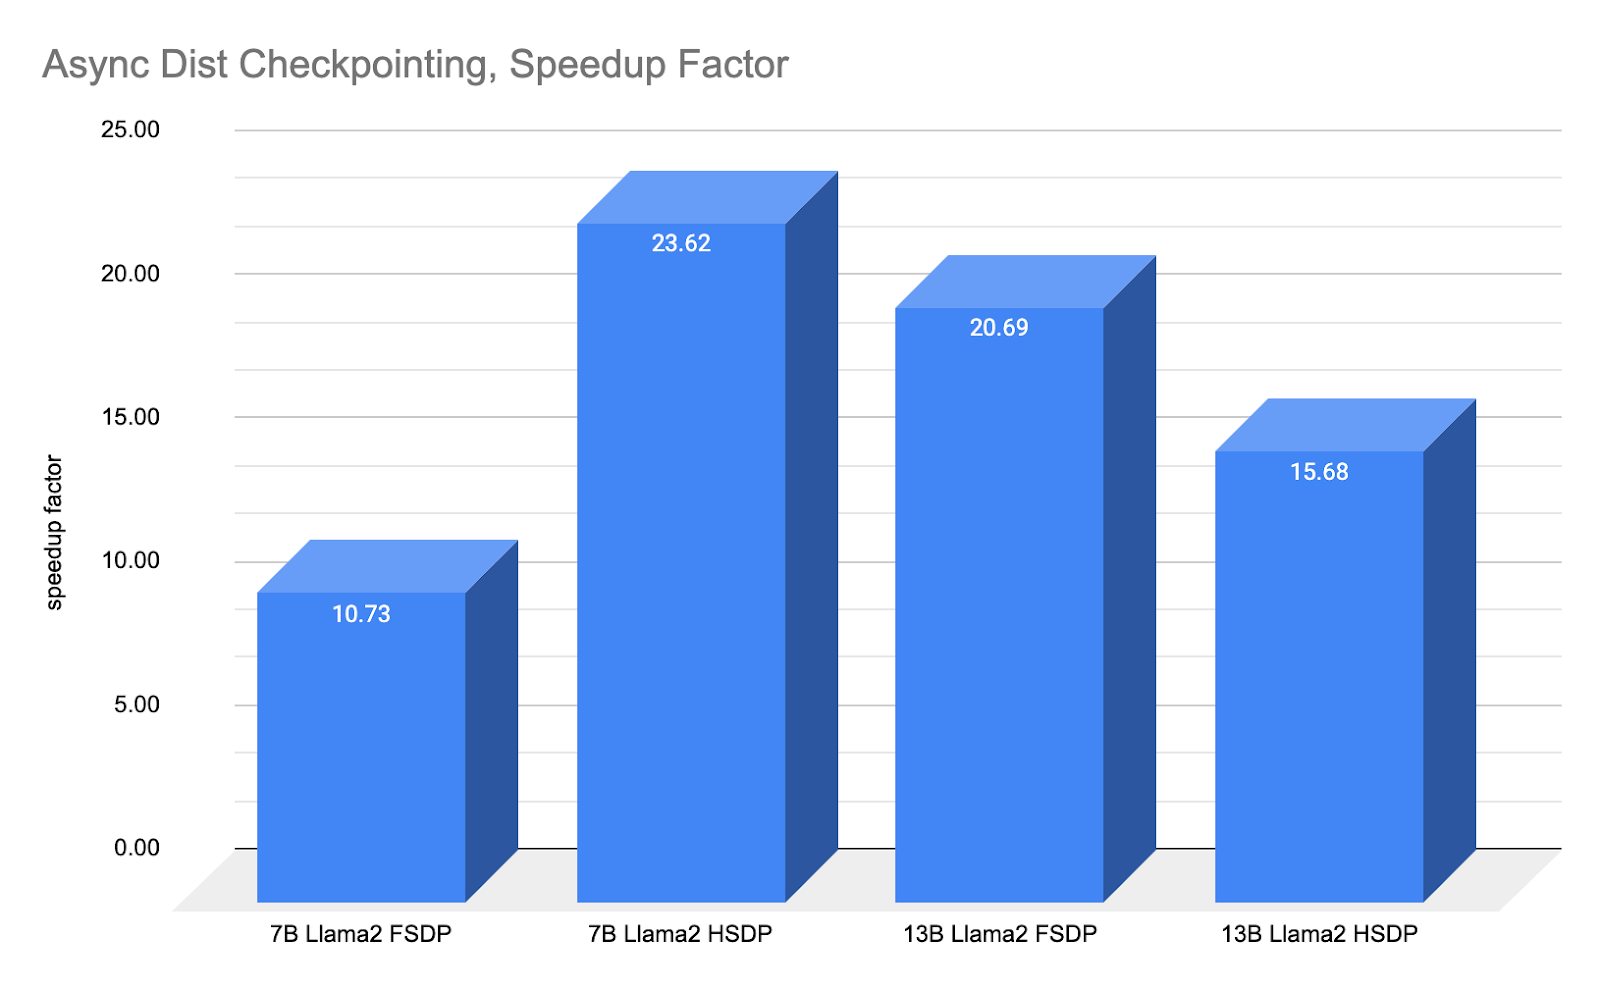 Async Dist Checkpointing, Speedup Factor
25.00
20.00
15.00
10.00
5.00
0.00
speedup factor
10.73
23.62
20.69
15.68
7B Llama2 FSDP
7B Llama2 HSDP
13B Llama2 FSDP
13B Llama2 HSDP